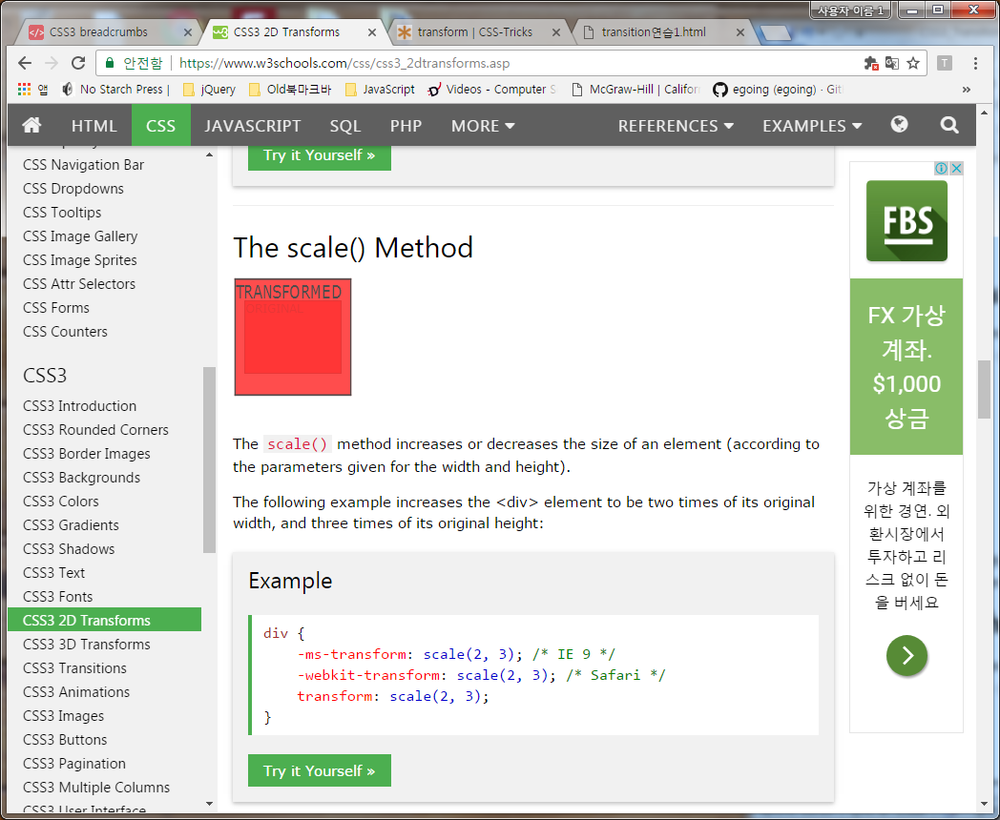 사용자 이름 1
CSS3 breadcrumbs
CSS3 2D Transforms
transform | CSS-Tricks
transition연습1.html
안전함
https://www.w3schools.com/css/css3_2dtransforms.asp
T
앱
No Starch Press |
jQuery
Old북마크바
JavaScript
Videos - Computer S
McGraw-Hill | Califor
egoing (egoing) · Git
»
HTML
CSS
JAVASCRIPT
SQL
PHP
MORE
REFERENCES
EXAMPLES
CSS Navigation Bar
CSS Dropdowns
CSS Tooltips
CSS Image Gallery
CSS Image Sprites
CSS Attr Selectors
CSS Forms
CSS Counters
CSS3
CSS3 Introduction
CSS3 Rounded Corners
CSS3 Border Images
CSS3 Backgrounds
CSS3 Colors
CSS3 Gradients
CSS3 Shadows
CSS3 Text
CSS3 Fonts
CSS3 2D Transforms
CSS3 3D Transforms
CSS3 Transitions
CSS3 Animations
CSS3 Images
CSS3 Buttons
CSS3 Pagination
CSS3 Multiple Columns
CSS3 User Interface
Try it Yourself »
The scale() Method
TRANSFORMED
ORIGINAL
The scale() method increases or decreases the size of an element (according to
the parameters given for the width and height).
The following example increases the <div> element to be two times of its original
width, and three times of its original height:
Example
div {
-ms-transform: scale(2, 3); /* IE 9 */
-webkit-transform: scale(2, 3); /* Safari */
transform: scale(2, 3);
}
Try it Yourself »
FBS
FX 가상
계좌.
$1,000
상금
가상 계좌를
위한 경연. 외
환시장에서
투자하고 리
스크 없이 돈
을 버세요